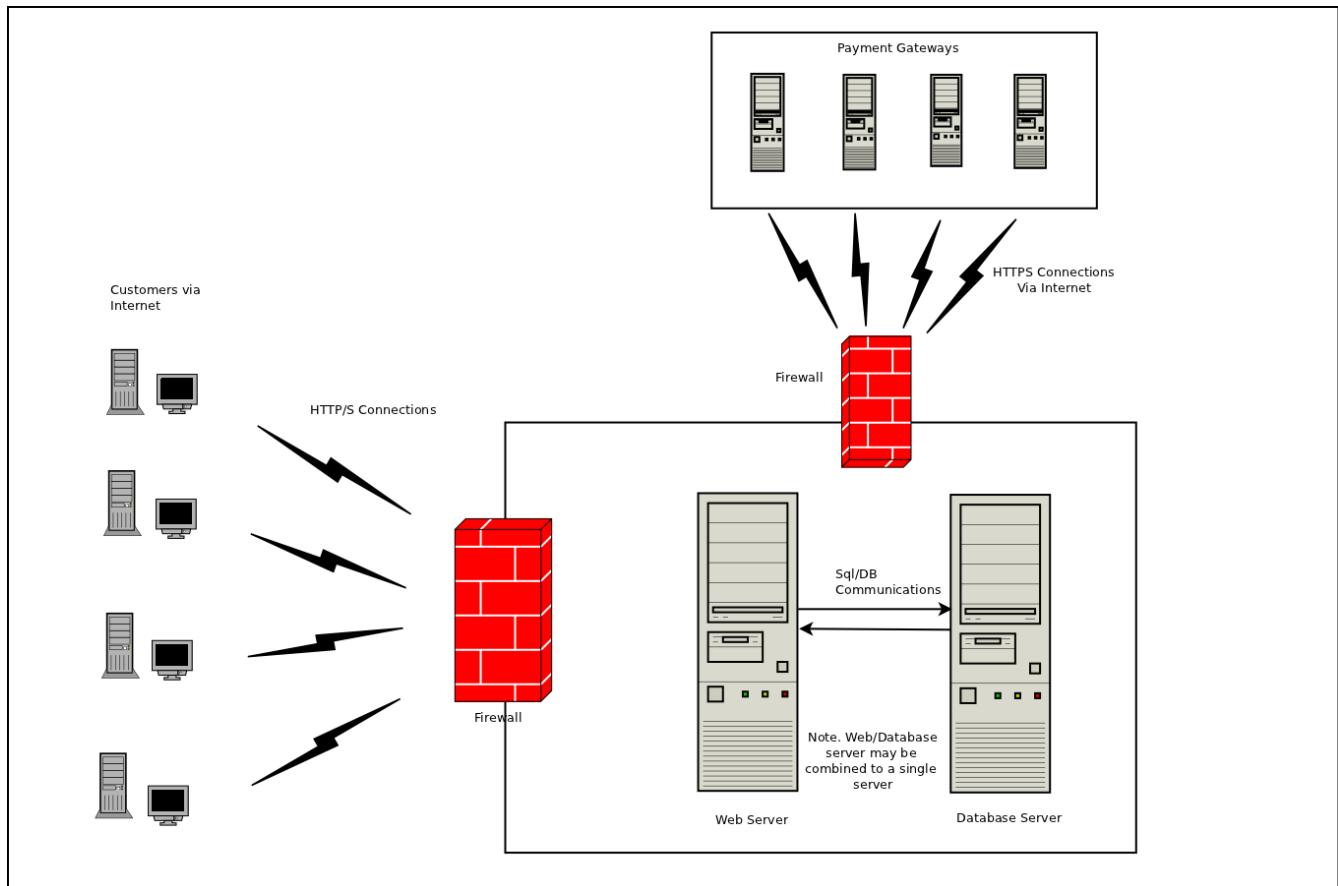 Payment Gateways
HTTPS Connections
Via Internet
Customers via
Internet
Firewall
HTTP/S Connections
Sql/DB
Communications
Firewall
Note. Web/Database
server may be
combined to a single
server
Web Server
Database Server